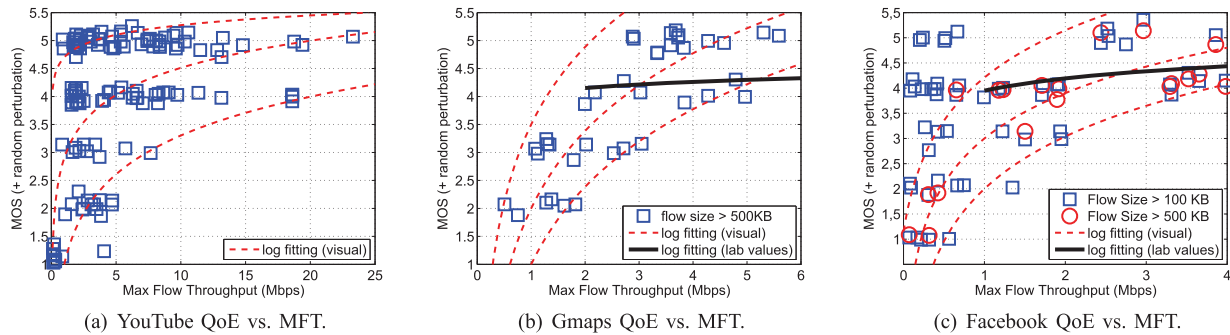 5.5
5
4.5
4
3.5
3
2.5
2
1.5
1
MOS (+ random perturbation)
0 5 10 15 20 25
Max Flow Throughput (Mbps)
log fitting (visual)
(a) YouTube QoE vs. MFT.
5.5
5
4.5
4
3.5
3
2.5
2
1.5
1
MOS (+ random perturbation)
0 1 2 3 4 5 6
Max Flow Throughput (Mbps)
flow size > 500KB
log fitting (visual)
log fitting (lab values)
(b) Gmaps QoE vs. MFT.
5.5
5
4.5
4
3.5
3
2.5
2
1.5
1
MOS (+ random perturbation)
0 1 2 3 4
Max Flow Throughput (Mbps)
Flow Size > 100 KB
Flow Size > 500 KB
log fitting (visual)
log fitting (lab values)
(c) Facebook QoE vs. MFT.